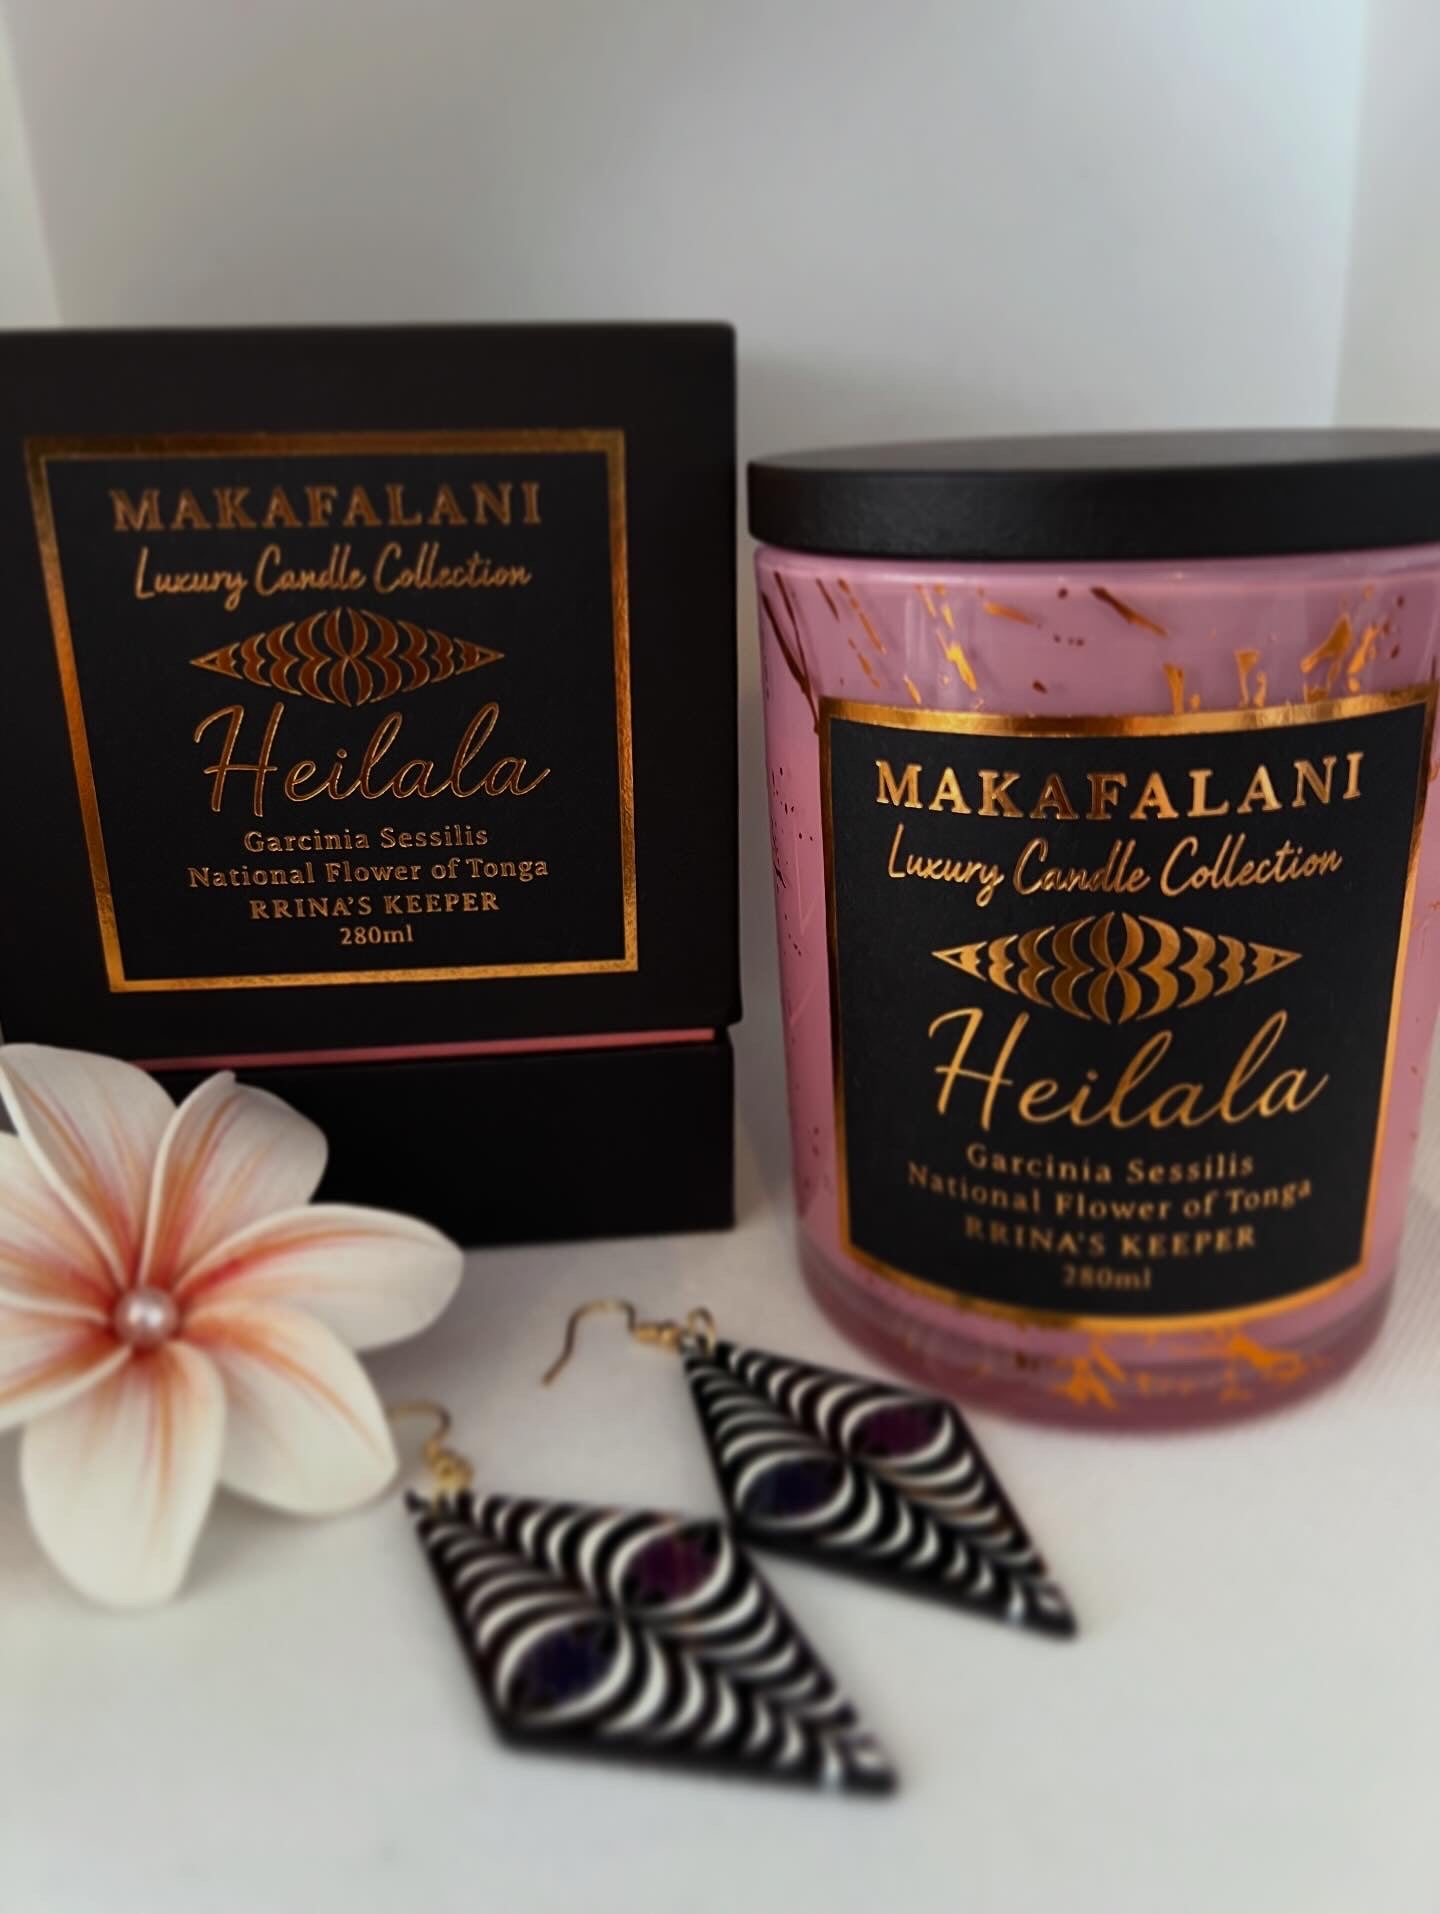 MAKAFALANI
Luxury Candle Collection
Heilala
Garcinia Sessilis
National Flower of Tonga
RRINA'S KEEPER
280ml
MAKAFALANI
Luxury Candle Collection
Heilala
Garcinia Sessilis
National Flower of Tonga
RRINA'S KEEPER
280ml